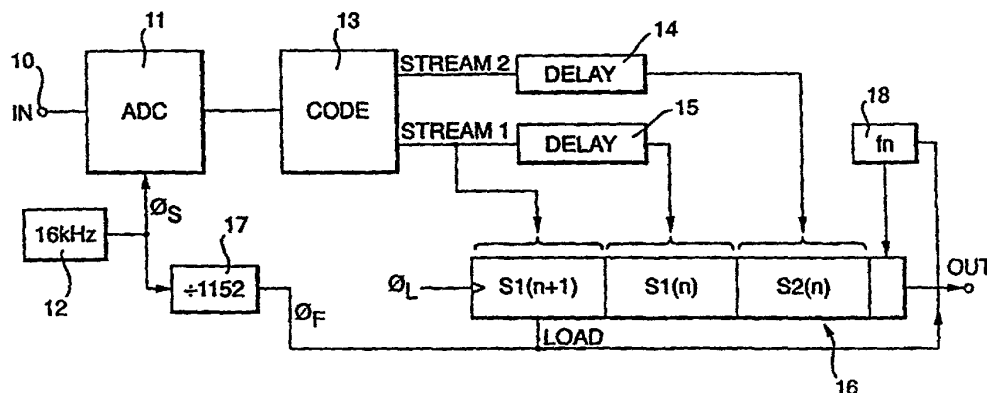 11
13
14
STREAM 2
DELAY
10
IN
ADC
CODE
15
18
STREAM 1
DELAY
fn
ØS
17
16kHz
12
÷1152
ØF
ØL
S1(n+1)
S1(n)
S2(n)
OUT
LOAD
16